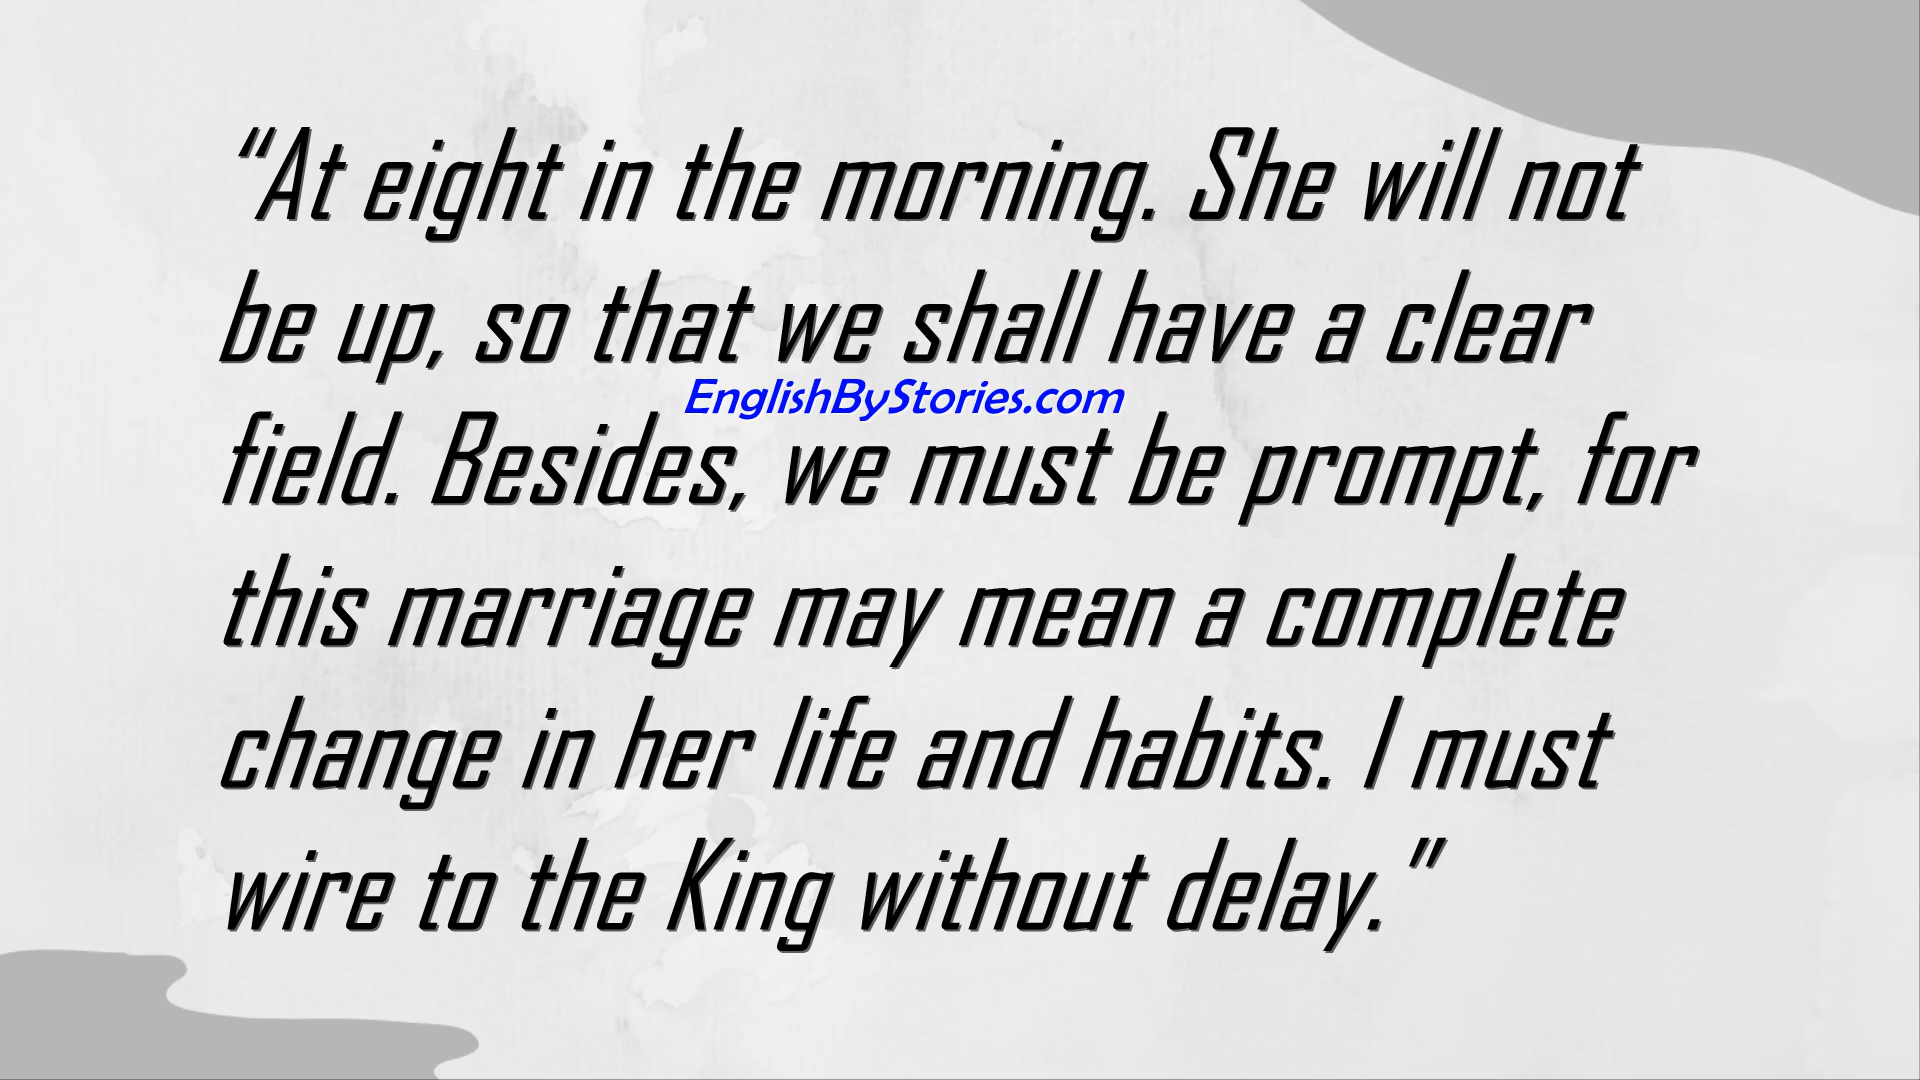 “At eight in the morning. She will not
be up, so that we shall have a clear
EnglishByStories.com
field. Besides, we must be prompt, for
this marriage may mean a complete
change in her life and habits. I must
wire to the King without delay.”